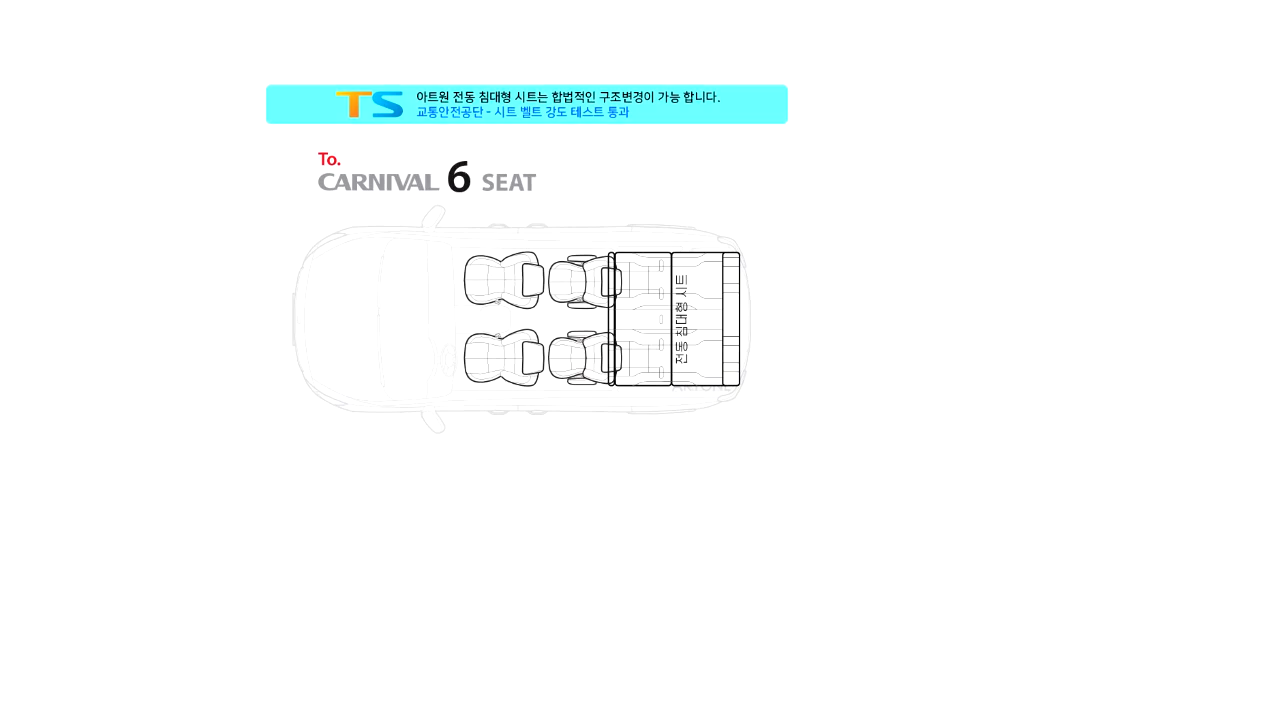 TS 아트원 전동 침대형 시트는 합법적인 구조변경이 가능 합니다.
교통안전공단 - 시트 벨트 강도 테스트 통과
To.
CARNIVAL 6 SEAT
전동침대형 시트